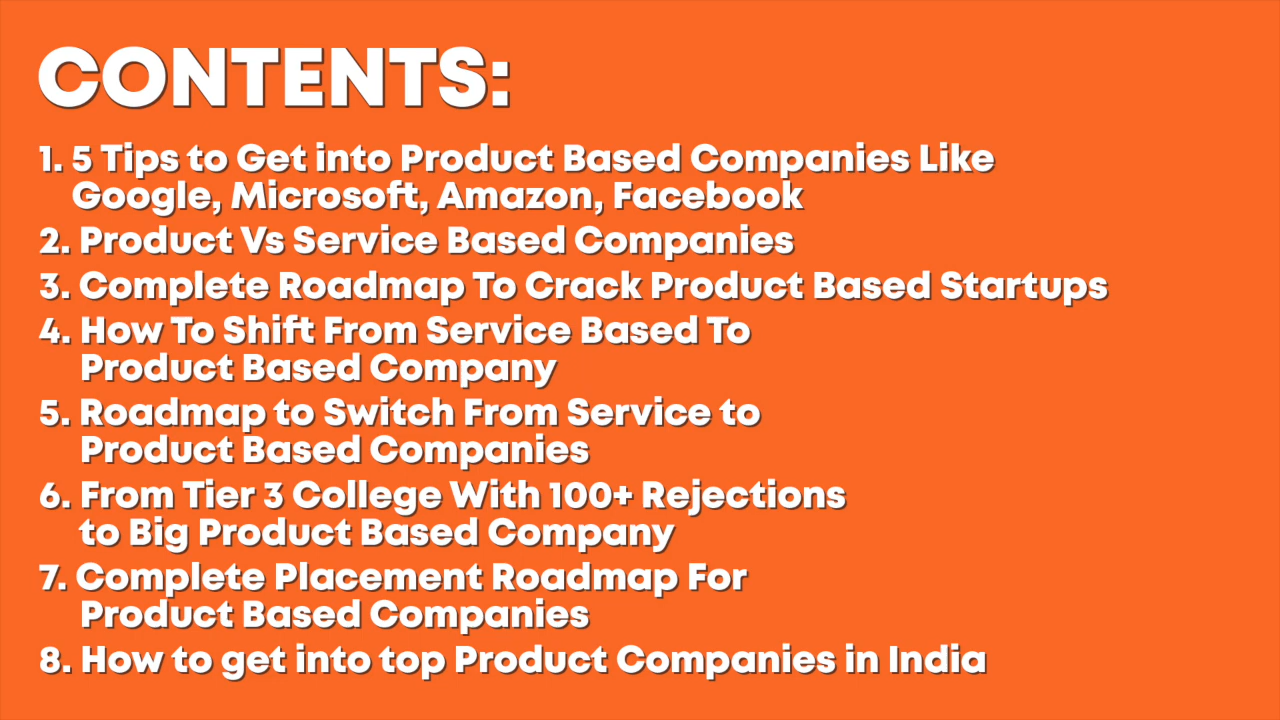 CONTENTS:
1. 5 Tips to Get into Product Based Companies Like
Google, Microsoft, Amazon, Facebook
2. Product Vs Service Based Companies
3. Complete Roadmap To Crack Product Based Startups
4. How To Shift From Service Based To
Product Based Company
5. Roadmap to Switch From Service to
Product Based Companies
6. From Tier 3 College With 100+ Rejections
to Big Product Based Company
7. Complete Placement Roadmap For
Product Based Companies
8. How to get into top Product Companies in India